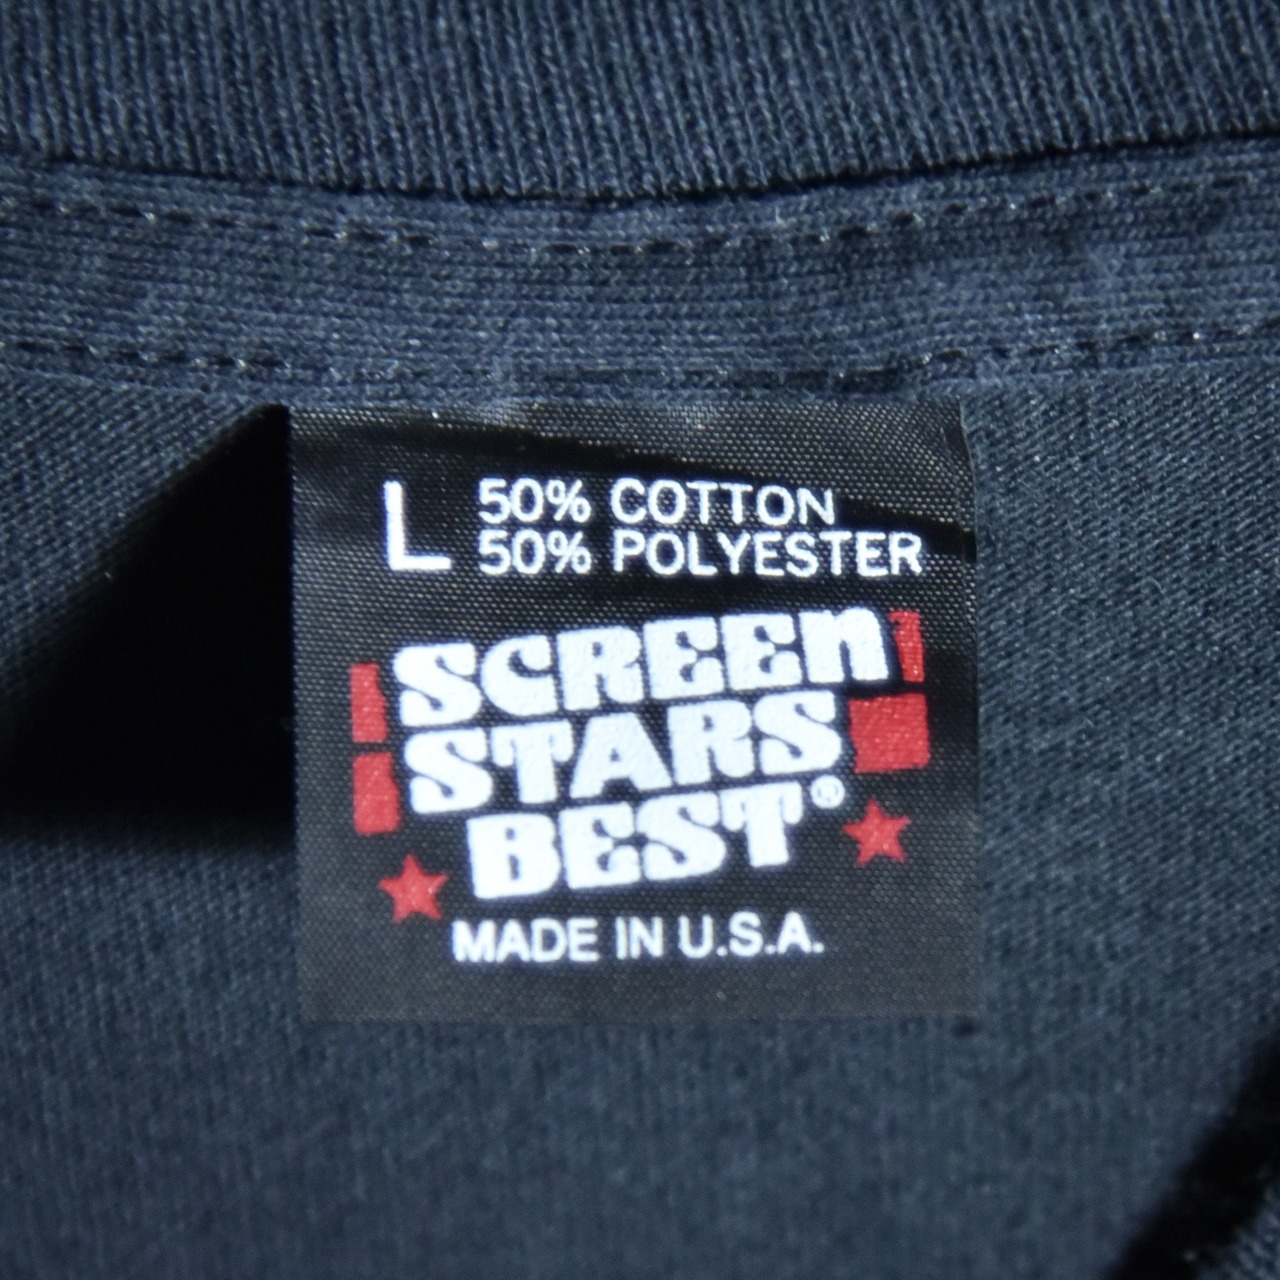 L 50% COTTON
50% POLYESTER
SCREEN
STARS
BEST®
MADE IN U.S.A.